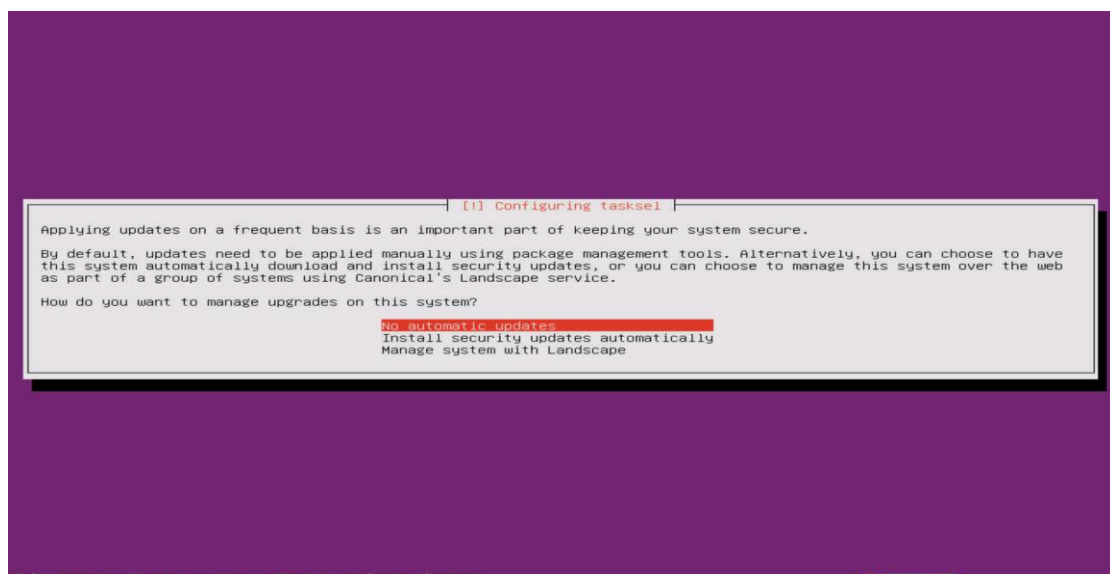 [!] Configuring tasksel
Applying updates on a frequent basis is an important part of keeping your system secure.
By default, updates need to be applied manually using package management tools. Alternatively, you can choose to have
this system automatically download and install security updates, or you can choose to manage this system over the web
as part of a group of systems using Canonical's Landscape service.
How do you want to manage upgrades on this system?
No automatic updates
Install security updates automatically
Manage system with Landscape